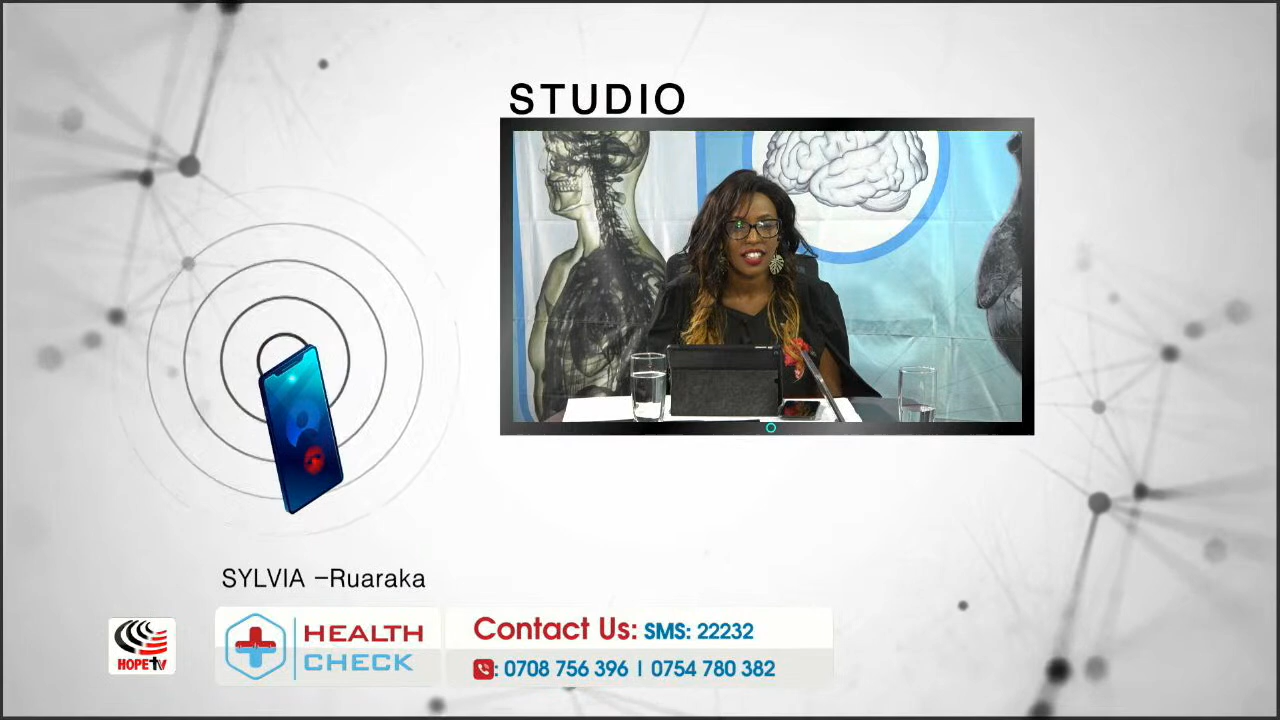 STUDIO
SYLVIA –Ruaraka
HOPE tv
HEALTH
CHECK
Contact Us: SMS: 22232
: 0708 756 396 | 0754 780 382